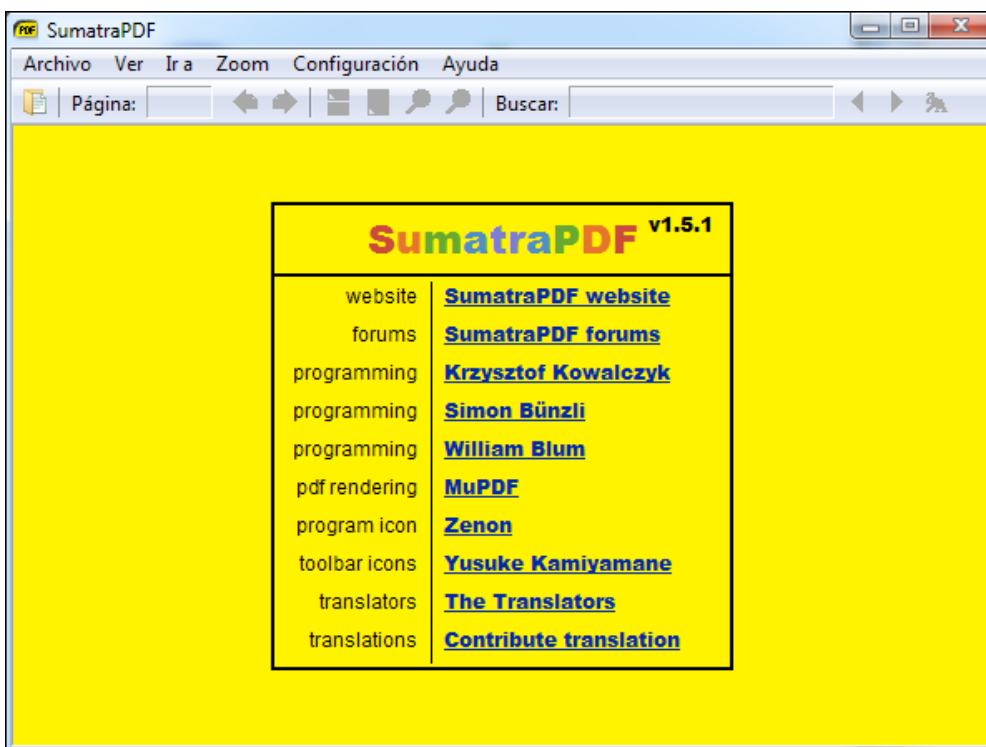 PDF SumatraPDF
Archivo Ver Ir a Zoom Configuración Ayuda
Página: Buscar:
SumatraPDF v1.5.1
website SumatraPDF website
forums SumatraPDF forums
programming Krzysztof Kowalczyk
programming Simon Bünzli
programming William Blum
pdf rendering MuPDF
program icon Zenon
toolbar icons Yusuke Kamiyamane
translators The Translators
translations Contribute translation